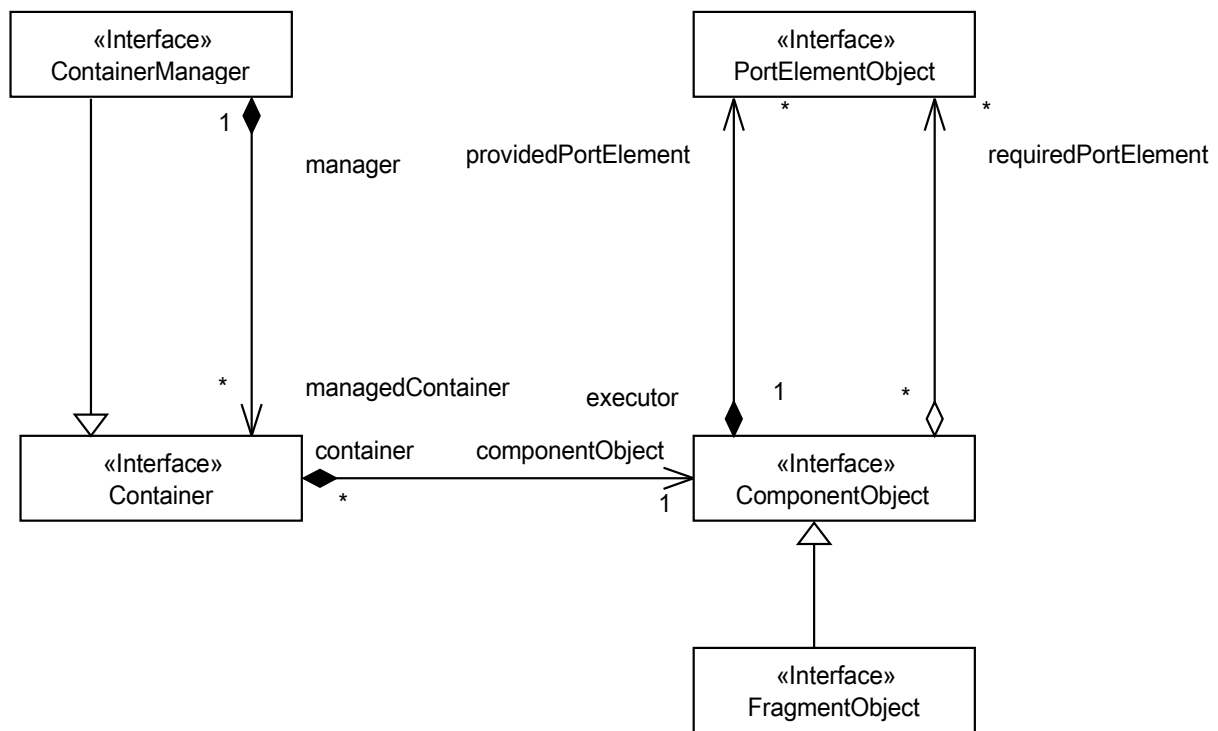 «Interface»
ContainerManager
«Interface»
PortElementObject
1
*
*
manager
providedPortElement
requiredPortElement
*
managedContainer
executor
1
*
«Interface»
Container
container
componentObject
*
1
«Interface»
ComponentObject
«Interface»
FragmentObject